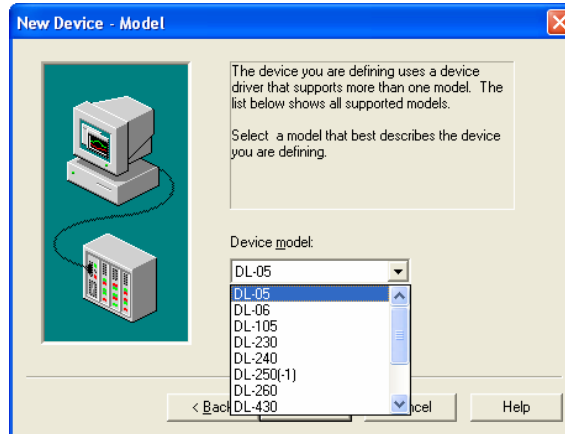 New Device - Model
The device you are defining uses a device
driver that supports more than one model. The
list below shows all supported models.
Select a model that best describes the device
you are defining.
Device model:
DL-05
DL-05
DL-06
DL-105
DL-230
DL-240
DL-250(-1)
DL-260
DL-430
< Back
ncel
Help